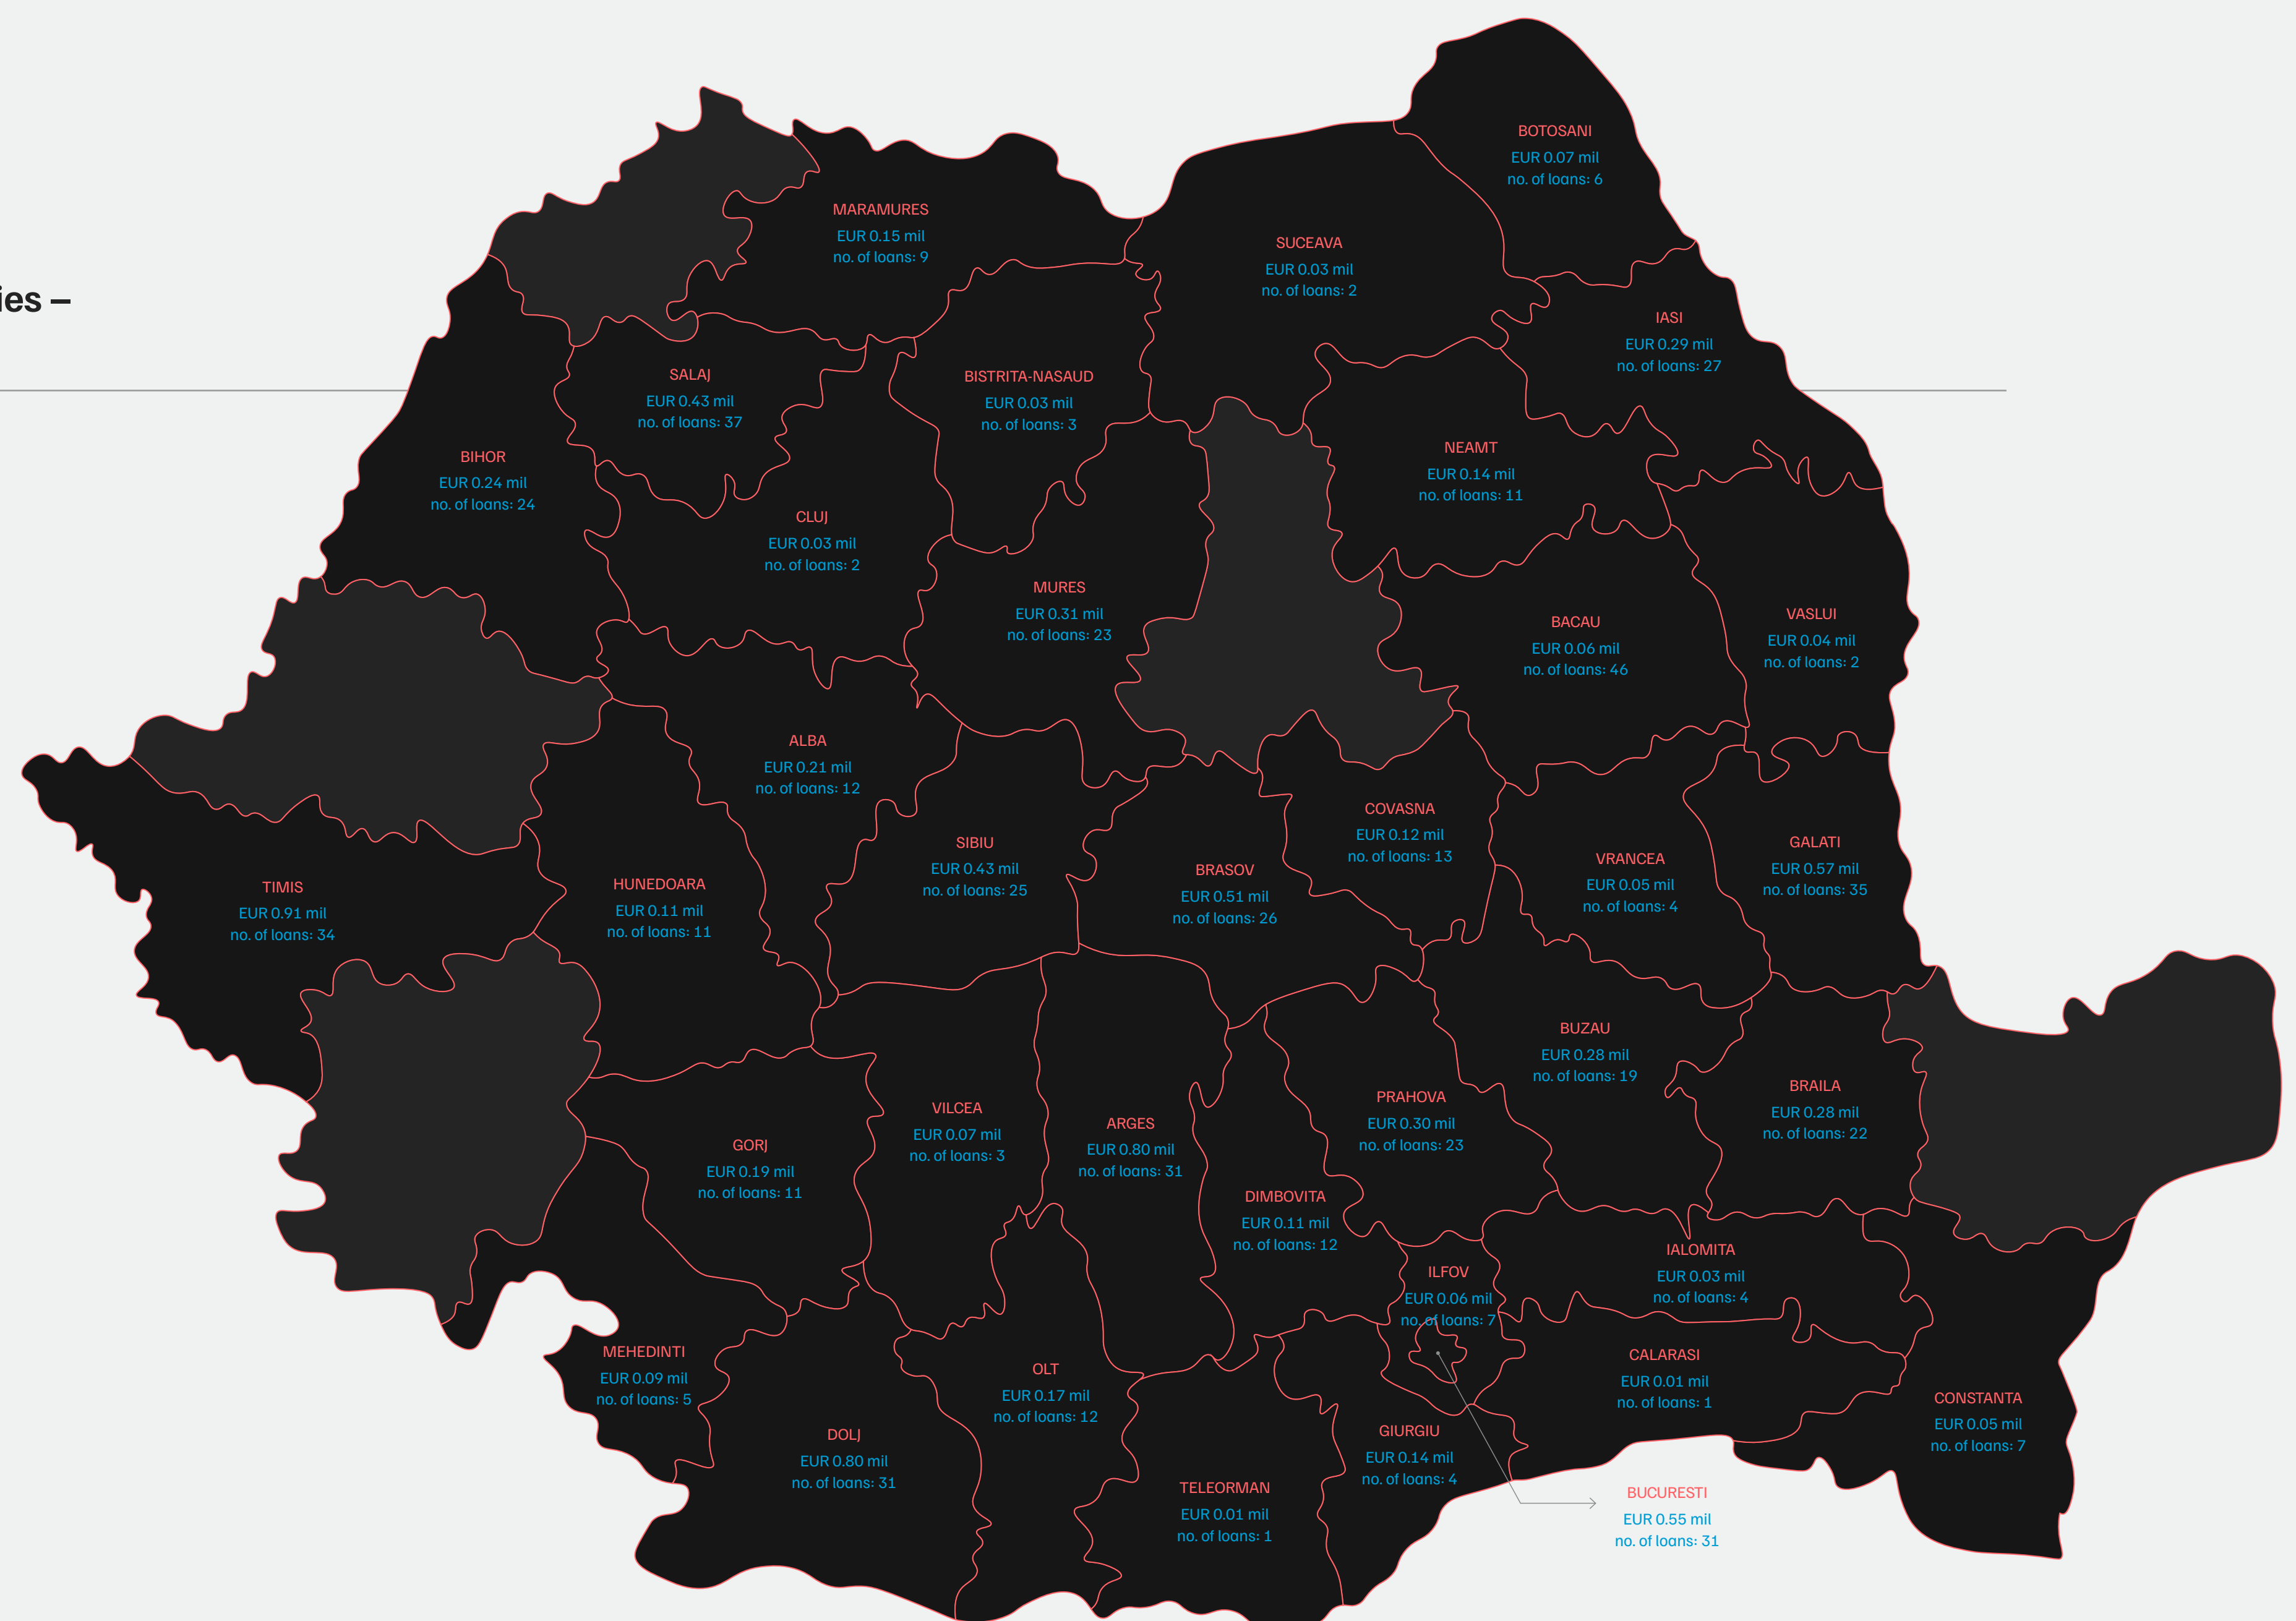 ies –
BOTOSANI
EUR 0.07 mil
no. of loans: 6
MARAMURES
EUR 0.15 mil
no. of loans: 9
SUCEAVA
EUR 0.03 mil
no. of loans: 2
IASI
EUR 0.29 mil
no. of loans: 27
SALAJ
EUR 0.43 mil
no. of loans: 37
BISTRITA-NASAUD
EUR 0.03 mil
no. of loans: 3
NEAMT
EUR 0.14 mil
no. of loans: 11
BIHOR
EUR 0.24 mil
no. of loans: 24
CLUJ
EUR 0.03 mil
no. of loans: 2
MURES
EUR 0.31 mil
no. of loans: 23
BACAU
EUR 0.06 mil
no. of loans: 46
VASLUI
EUR 0.04 mil
no. of loans: 2
ALBA
EUR 0.21 mil
no. of loans: 12
COVASNA
EUR 0.12 mil
no. of loans: 13
SIBIU
EUR 0.43 mil
no. of loans: 25
GALATI
EUR 0.57 mil
no. of loans: 35
VRANCEA
EUR 0.05 mil
no. of loans: 4
BRASOV
EUR 0.51 mil
no. of loans: 26
HUNEDOARA
EUR 0.11 mil
no. of loans: 11
TIMIS
EUR 0.91 mil
no. of loans: 34
BUZAU
EUR 0.28 mil
no. of loans: 19
BRAILA
EUR 0.28 mil
no. of loans: 22
PRAHOVA
EUR 0.30 mil
no. of loans: 23
VILCEA
EUR 0.07 mil
no. of loans: 3
ARGES
EUR 0.80 mil
no. of loans: 31
GORJ
EUR 0.19 mil
no. of loans: 11
DIMBOVITA
EUR 0.11 mil
no. of loans: 12
IALOMITA
EUR 0.03 mil
no. of loans: 4
ILFOV
EUR 0.06 mil
no. of loans: 7
MEHEDINTI
EUR 0.09 mil
no. of loans: 5
CALARASI
EUR 0.01 mil
no. of loans: 1
OLT
EUR 0.17 mil
no. of loans: 12
CONSTANTA
EUR 0.05 mil
no. of loans: 7
GIURGIU
EUR 0.14 mil
no. of loans: 4
DOLJ
EUR 0.80 mil
no. of loans: 31
TELEORMAN
EUR 0.01 mil
no. of loans: 1
BUCURESTI
EUR 0.55 mil
no. of loans: 31